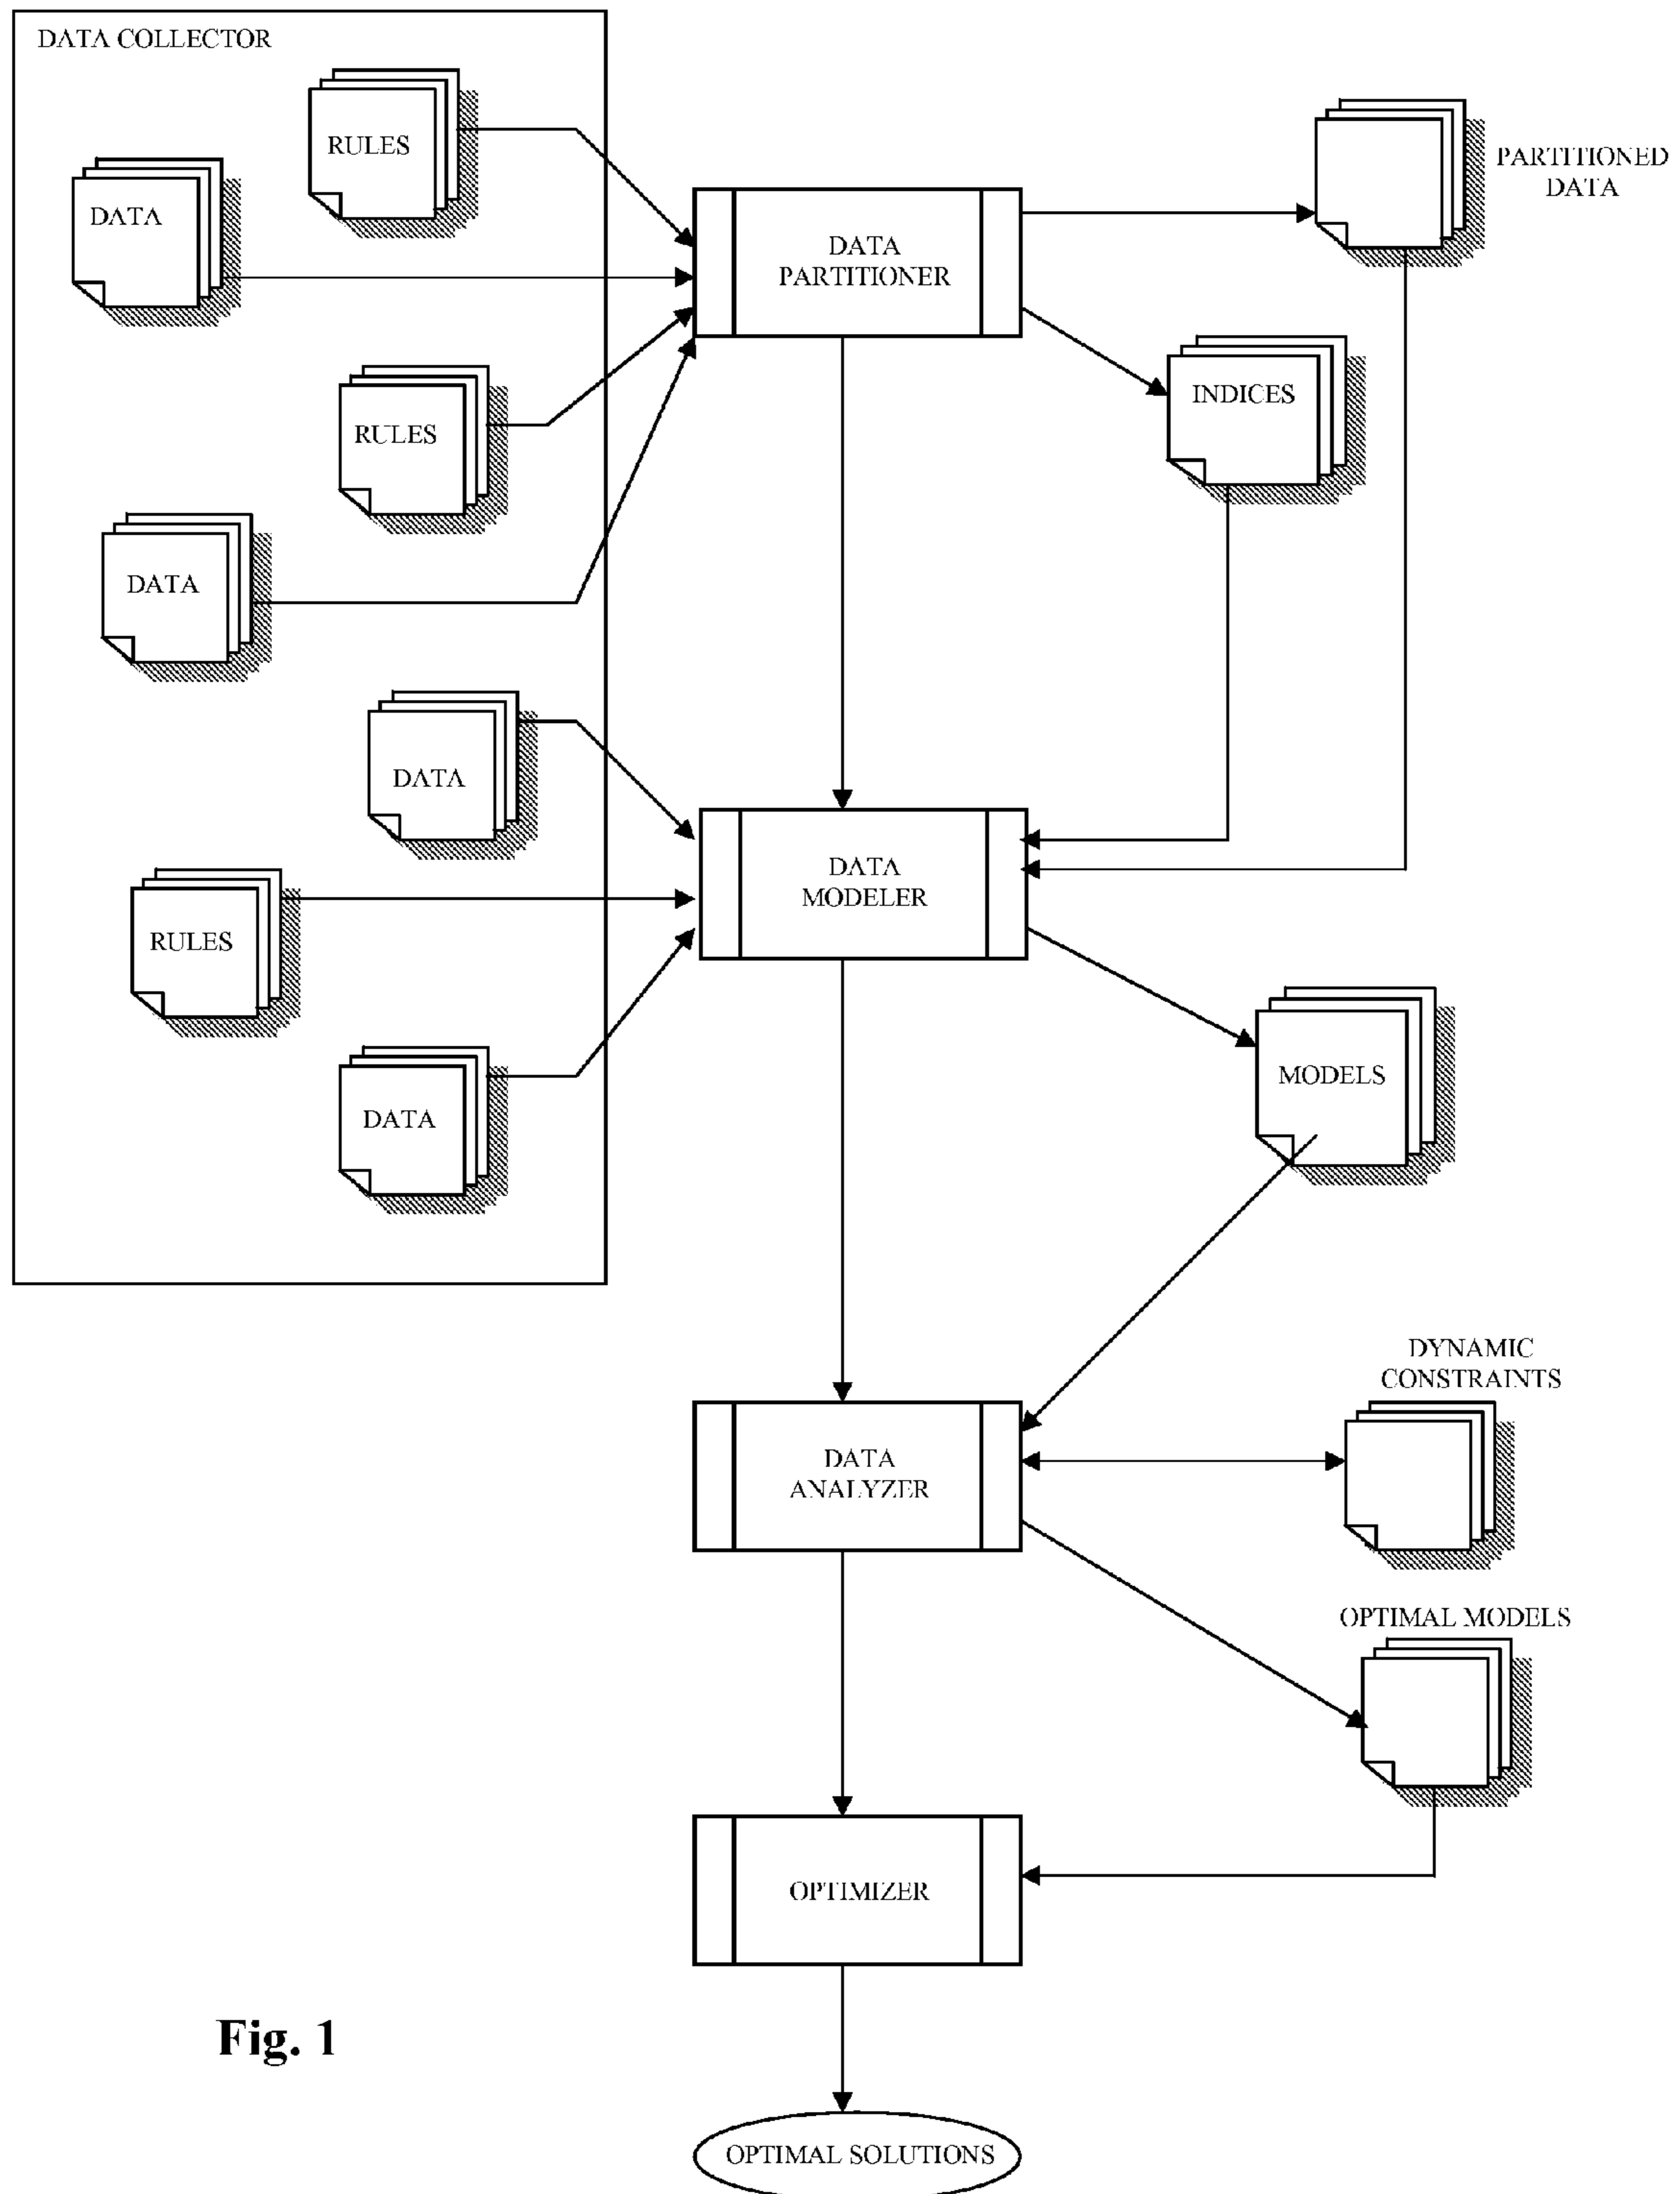 DATA COLLECTOR
RULES
DATA
PARTITIONED
DATA
DATA
PARTITIONER
INDICES
RULES
DATA
DATA
DATA
MODELER
RULES
MODELS
DATA
DYNAMIC
CONSTRAINTS
DATA
ANALYZER
OPTIMAL MODELS
OPTIMIZER
Fig. 1
OPTIMAL SOLUTIONS